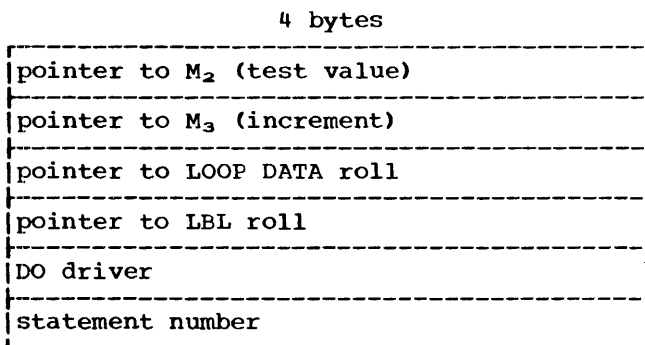 4 bytes
pointer to M₂ (test value)
pointer to M₃ (increment)
pointer to LOOP DATA roll
pointer to LBL roll
DO driver
statement number